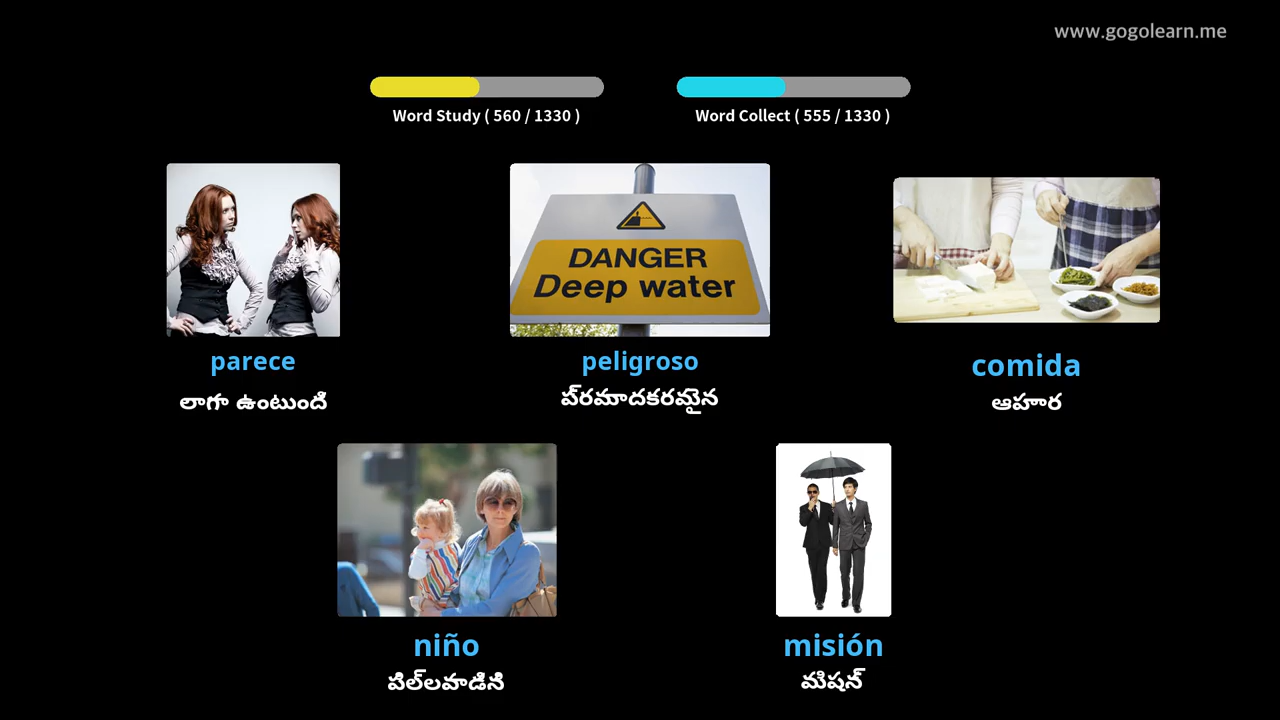 www.gogolearn.me
Word Study ( 560 / 1330 )
Word Collect ( 555 / 1330 )
DANGER
Deep water
parece
peligroso
comida
లాగా ఉంటుంది
ప్రమాదకరమైన
ఆహార
niño
misión
పిల్లవాడిని
మిషన్